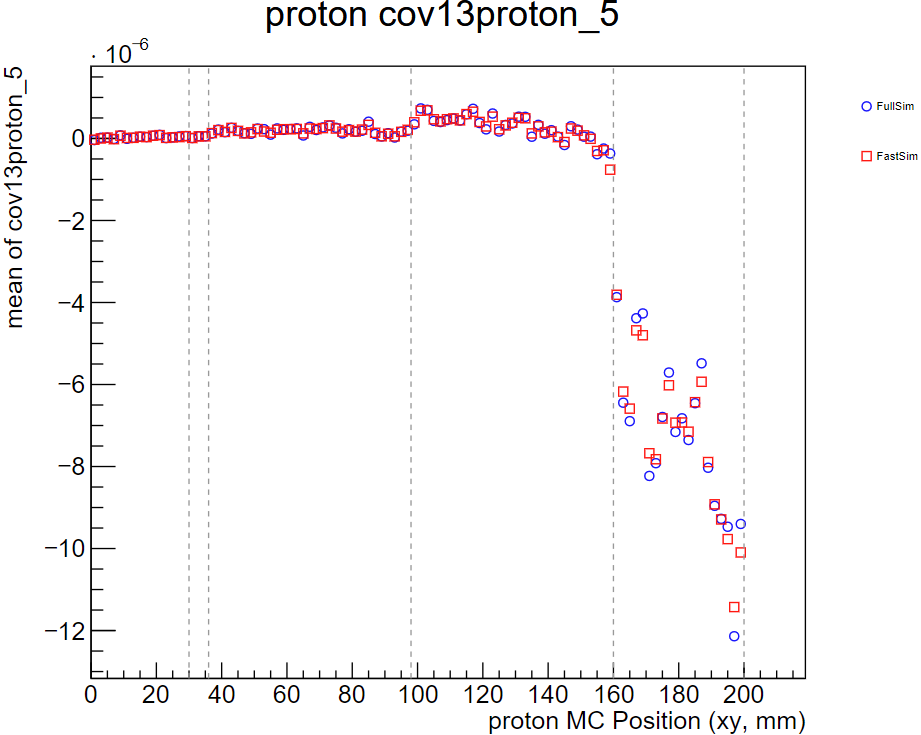 proton cov13proton_5
. 10−6
mean of cov13proton_5
0
−2
−4
−6
−8
−10
−12
0 20 40 60 80 100 120 140 160 180 200
proton MC Position (xy, mm)
FullSim
FastSim